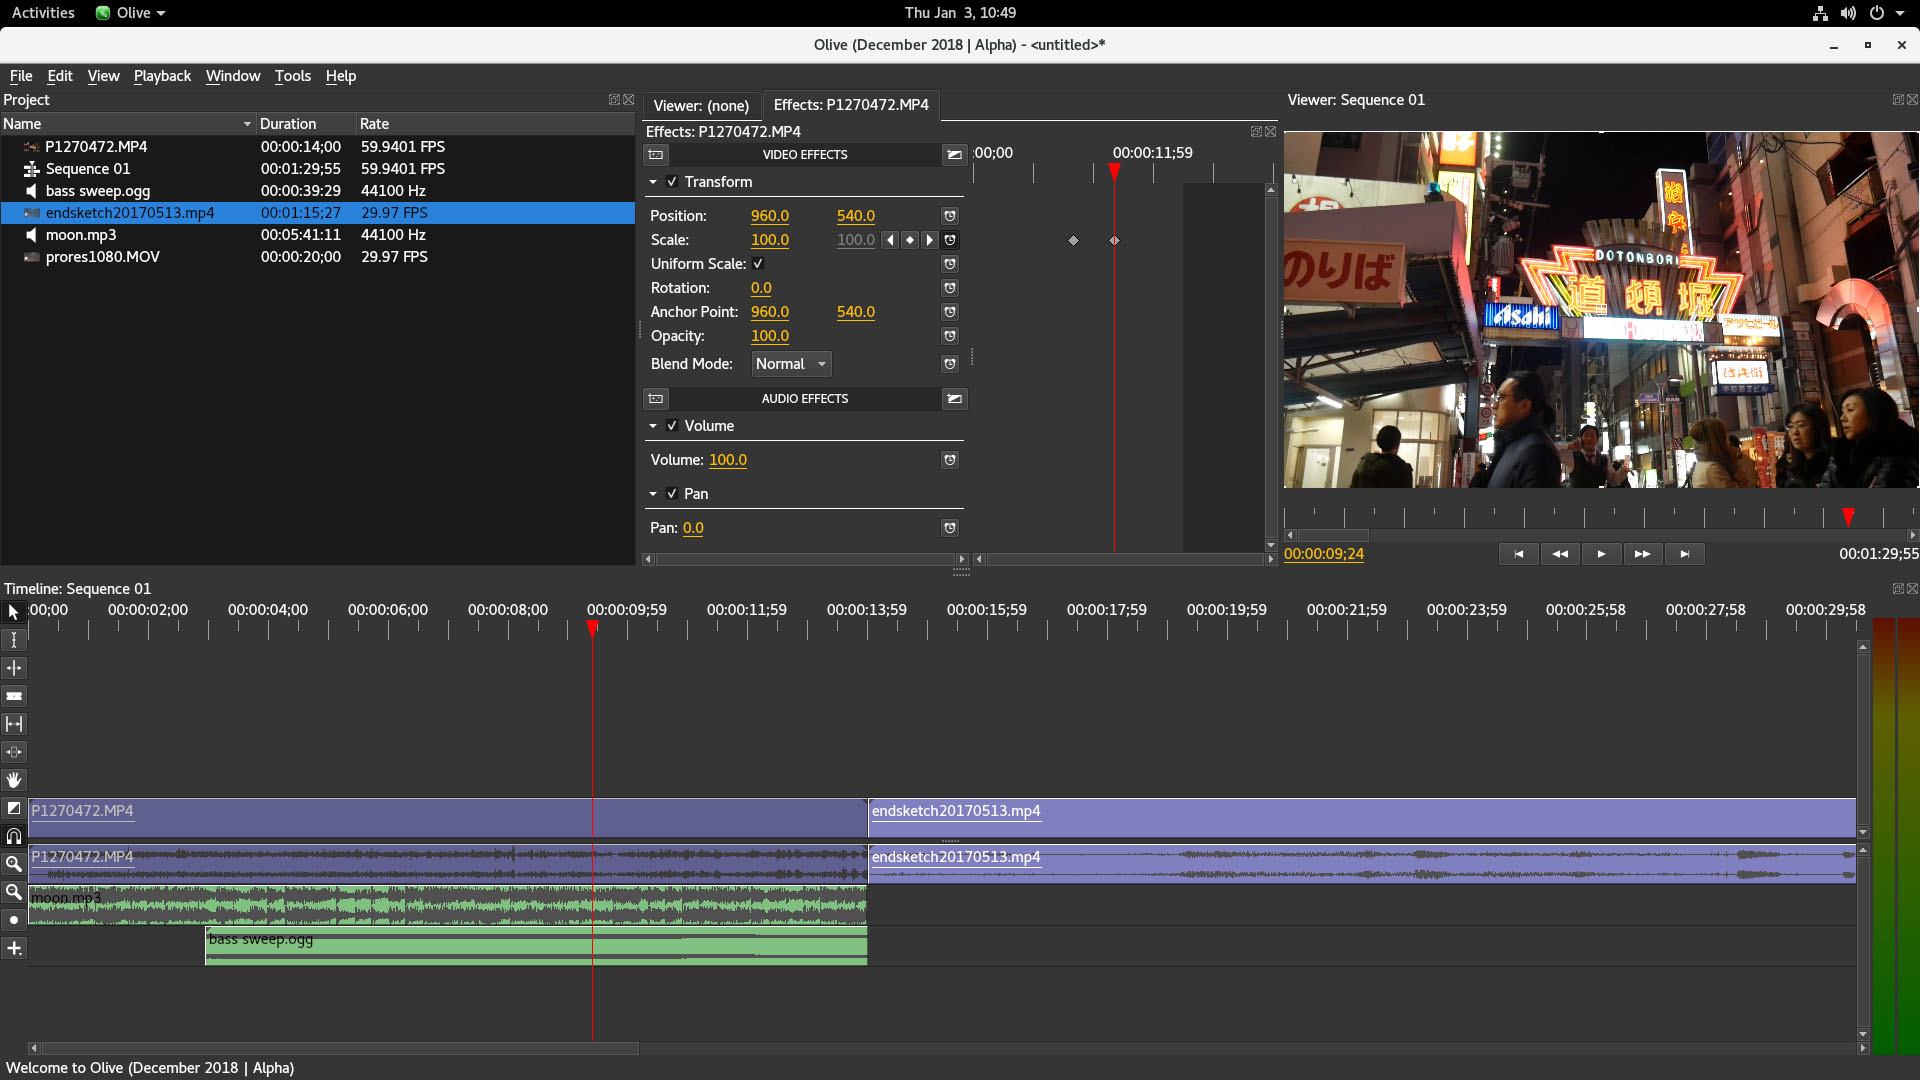 Activities Olive Thu Jan 3, 10:49
Olive (December 2018 | Alpha) - <untitled>*
File Edit View Playback Window Tools Help
Project
Name Duration Rate
P1270472.MP4 00:00:14;00 59.9401 FPS
Sequence 01 00:01:29;55 59.9401 FPS
bass sweep.ogg 00:00:39:29 44100 Hz
endsketch20170513.mp4 00:01:15;27 29.97 FPS
moon.mp3 00:05:41:11 44100 Hz
prores1080.MOV 00:00:20;00 29.97 FPS
Viewer: (none) Effects: P1270472.MP4
Effects: P1270472.MP4
VIDEO EFFECTS
:00;00 00:00:11;59
Transform
Position: 960.0 540.0
Scale: 100.0 100.0
Uniform Scale:
Rotation: 0.0
Anchor Point: 960.0 540.0
Opacity: 100.0
Blend Mode: Normal
AUDIO EFFECTS
Volume
Volume: 100.0
Pan
Pan: 0.0
Viewer: Sequence 01
のりば
DOTONBORI
道頓堀
Asahi
アサヒビール
00:00:09;24 00:01:29;55
Timeline: Sequence 01
:00;00 00:00:02;00 00:00:04;00 00:00:06;00 00:00:08;00 00:00:09;59 00:00:11;59 00:00:13;59 00:00:15;59 00:00:17;59 00:00:19;59 00:00:21;59 00:00:23;59 00:00:25;58 00:00:27;58 00:00:29;58
P1270472.MP4 endsketch20170513.mp4
P1270472.MP4 endsketch20170513.mp4
moon.mp3
bass sweep.ogg
Welcome to Olive (December 2018 | Alpha)